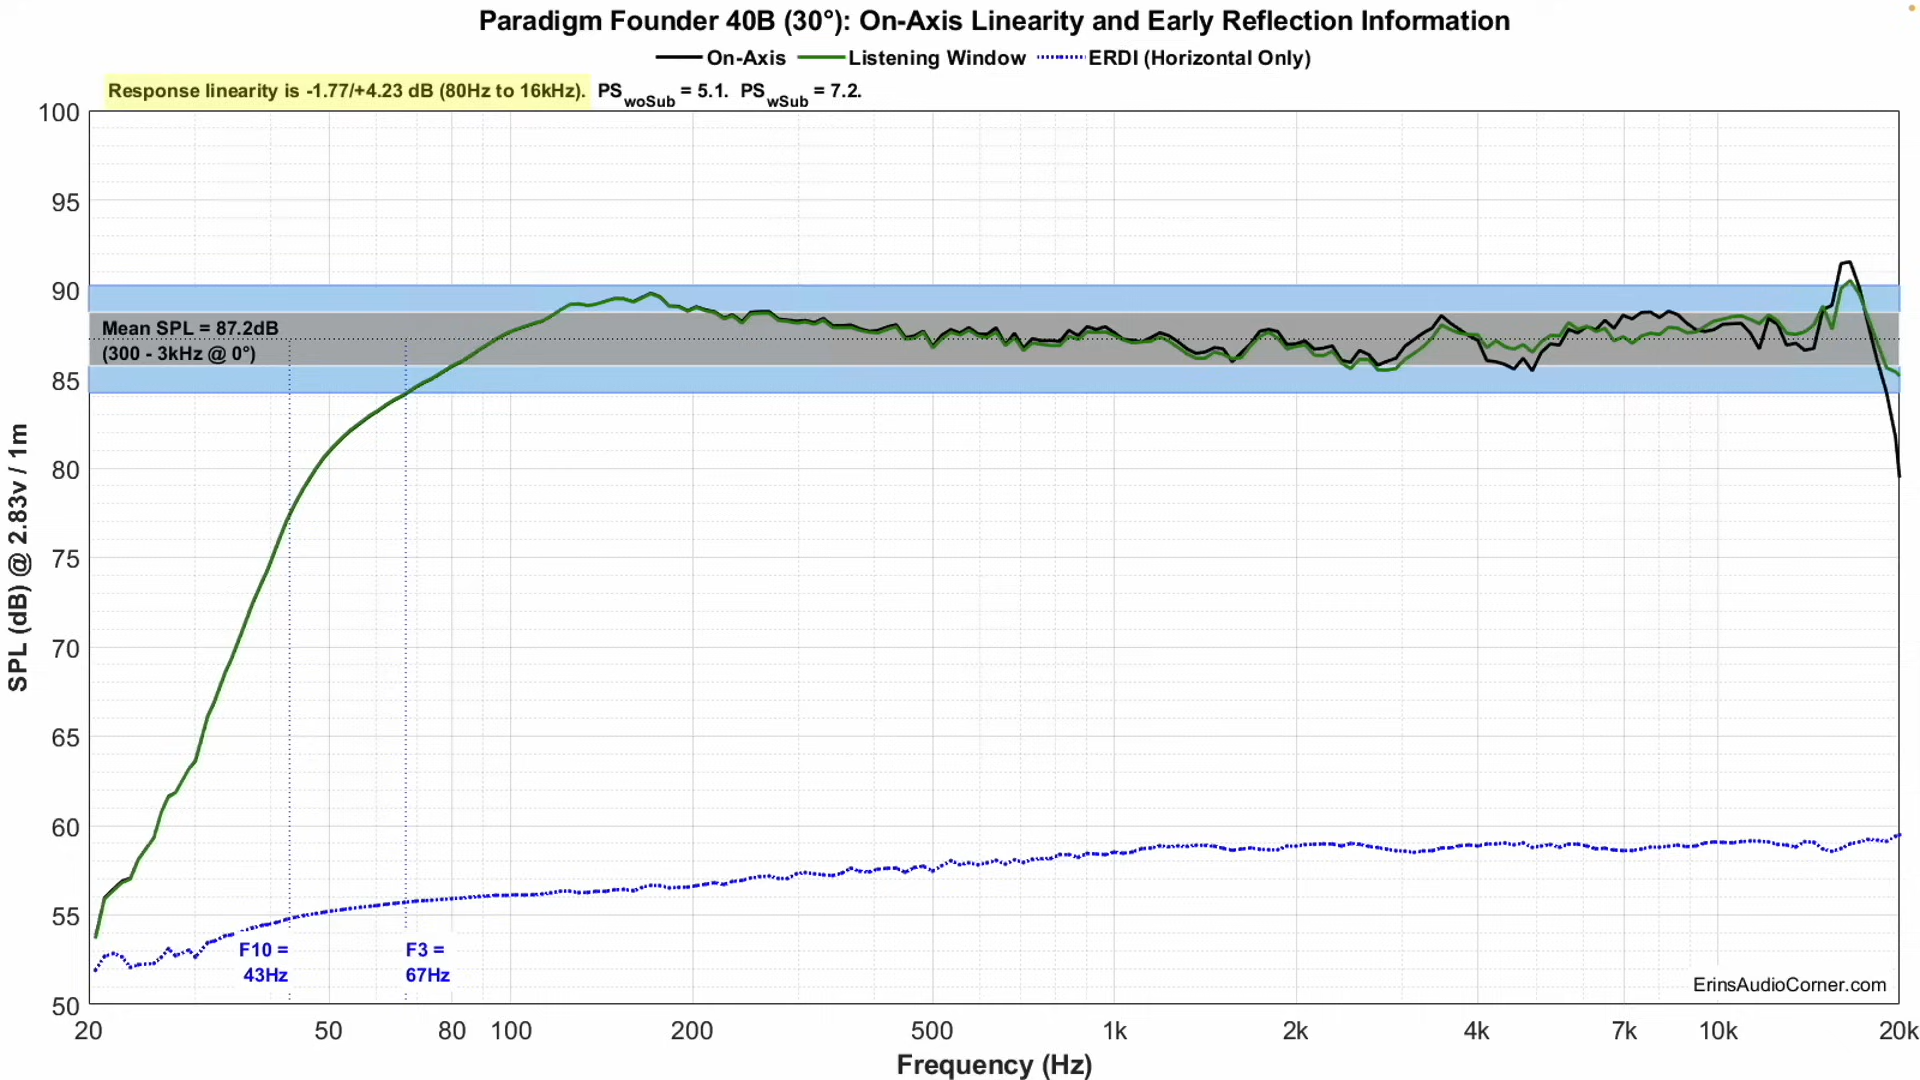 Paradigm Founder 40B (30°): On-Axis Linearity and Early Reflection Information
On-Axis Listening Window ERDI (Horizontal Only)
Response linearity is -1.77/+4.23 dB (80Hz to 16kHz). PS woSub = 5.1. PS wSub = 7.2.
100
95
90
85
80
75
70
65
60
55
50
SPL (dB) @ 2.83v / 1m
Mean SPL = 87.2dB
(300 - 3kHz @ 0°)
F10 =
43Hz
F3 =
67Hz
ErinsAudioCorner.com
20 50 80 100 200 500 1k 2k 4k 7k 10k 20k
Frequency (Hz)